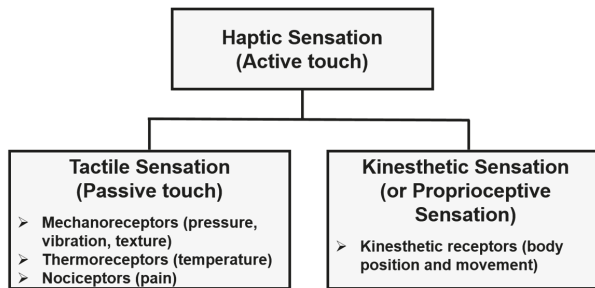 Haptic Sensation
(Active touch)
Tactile Sensation
(Passive touch)
➢ Mechanoreceptors (pressure,
vibration, texture)
➢ Thermoreceptors (temperature)
➢ Nociceptors (pain)
Kinesthetic Sensation
(or Proprioceptive
Sensation)
➢ Kinesthetic receptors (body
position and movement)